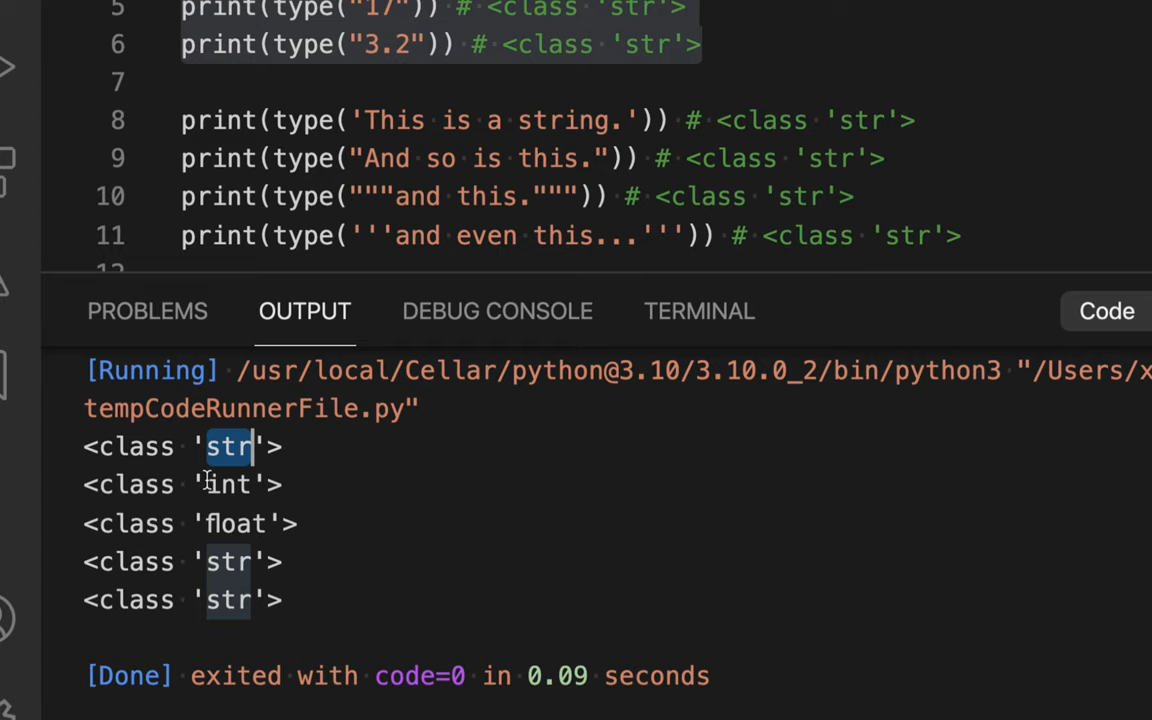 5 print(type("17")) # <class 'str'>
6 print(type("3.2")) # <class 'str'>
7
8 print(type('This is a string.')) # <class 'str'>
9 print(type("And so is this.")) # <class 'str'>
10 print(type("""and this.""")) # <class 'str'>
11 print(type('''and even this...''')) # <class 'str'>
12
PROBLEMS OUTPUT DEBUG CONSOLE TERMINAL Code
[Running] /usr/local/Cellar/python@3.10/3.10.0_2/bin/python3 "/Users/x
tempCodeRunnerFile.py"
<class 'str'>
<class 'int'>
<class 'float'>
<class 'str'>
<class 'str'>
[Done] exited with code=0 in 0.09 seconds